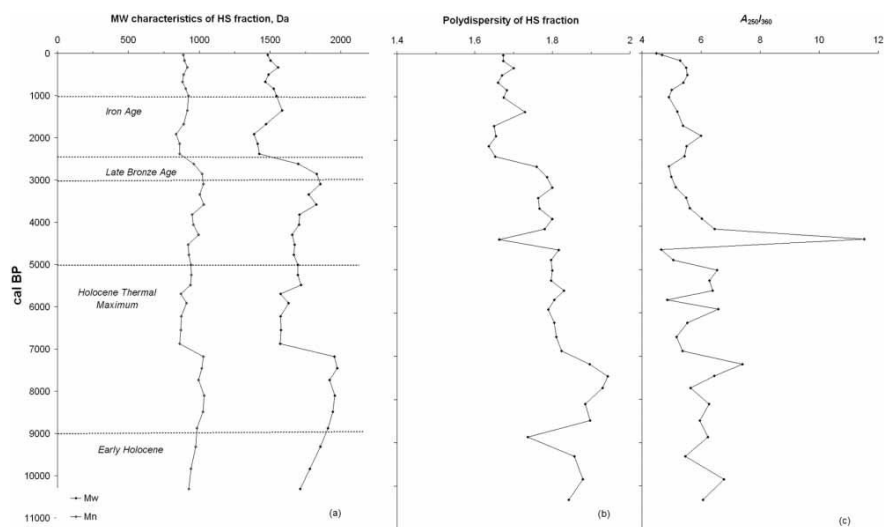 MW characteristics of HS fraction, Da
0 500 1000 1500 2000
0
1000
2000
3000
4000
5000
6000
7000
8000
9000
10000
11000
cal BP
Iron Age
Late Bronze Age
Holocene Thermal
Maximum
Early Holocene
Mw
Mn
(a)
Polydispersity of HS fraction
1.4 1.6 1.8 2
(b)
A250/360
4 6 8 10 12
(c)